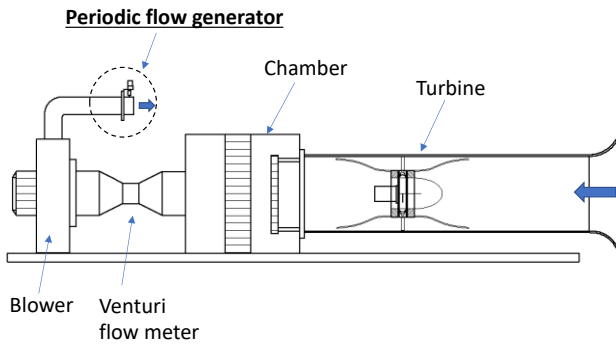 Periodic flow generator
Chamber
Turbine
Blower
Venturi
flow meter